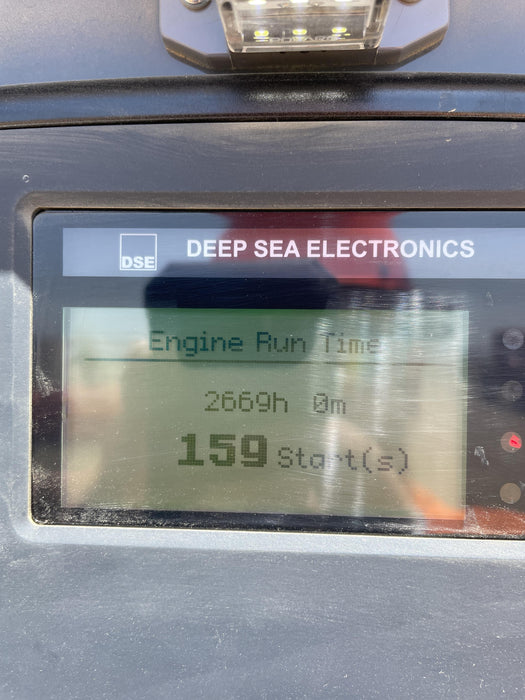 DSE DEEP SEA ELECTRONICS
Engine Run Time
2669h 0m
159 Start(s)